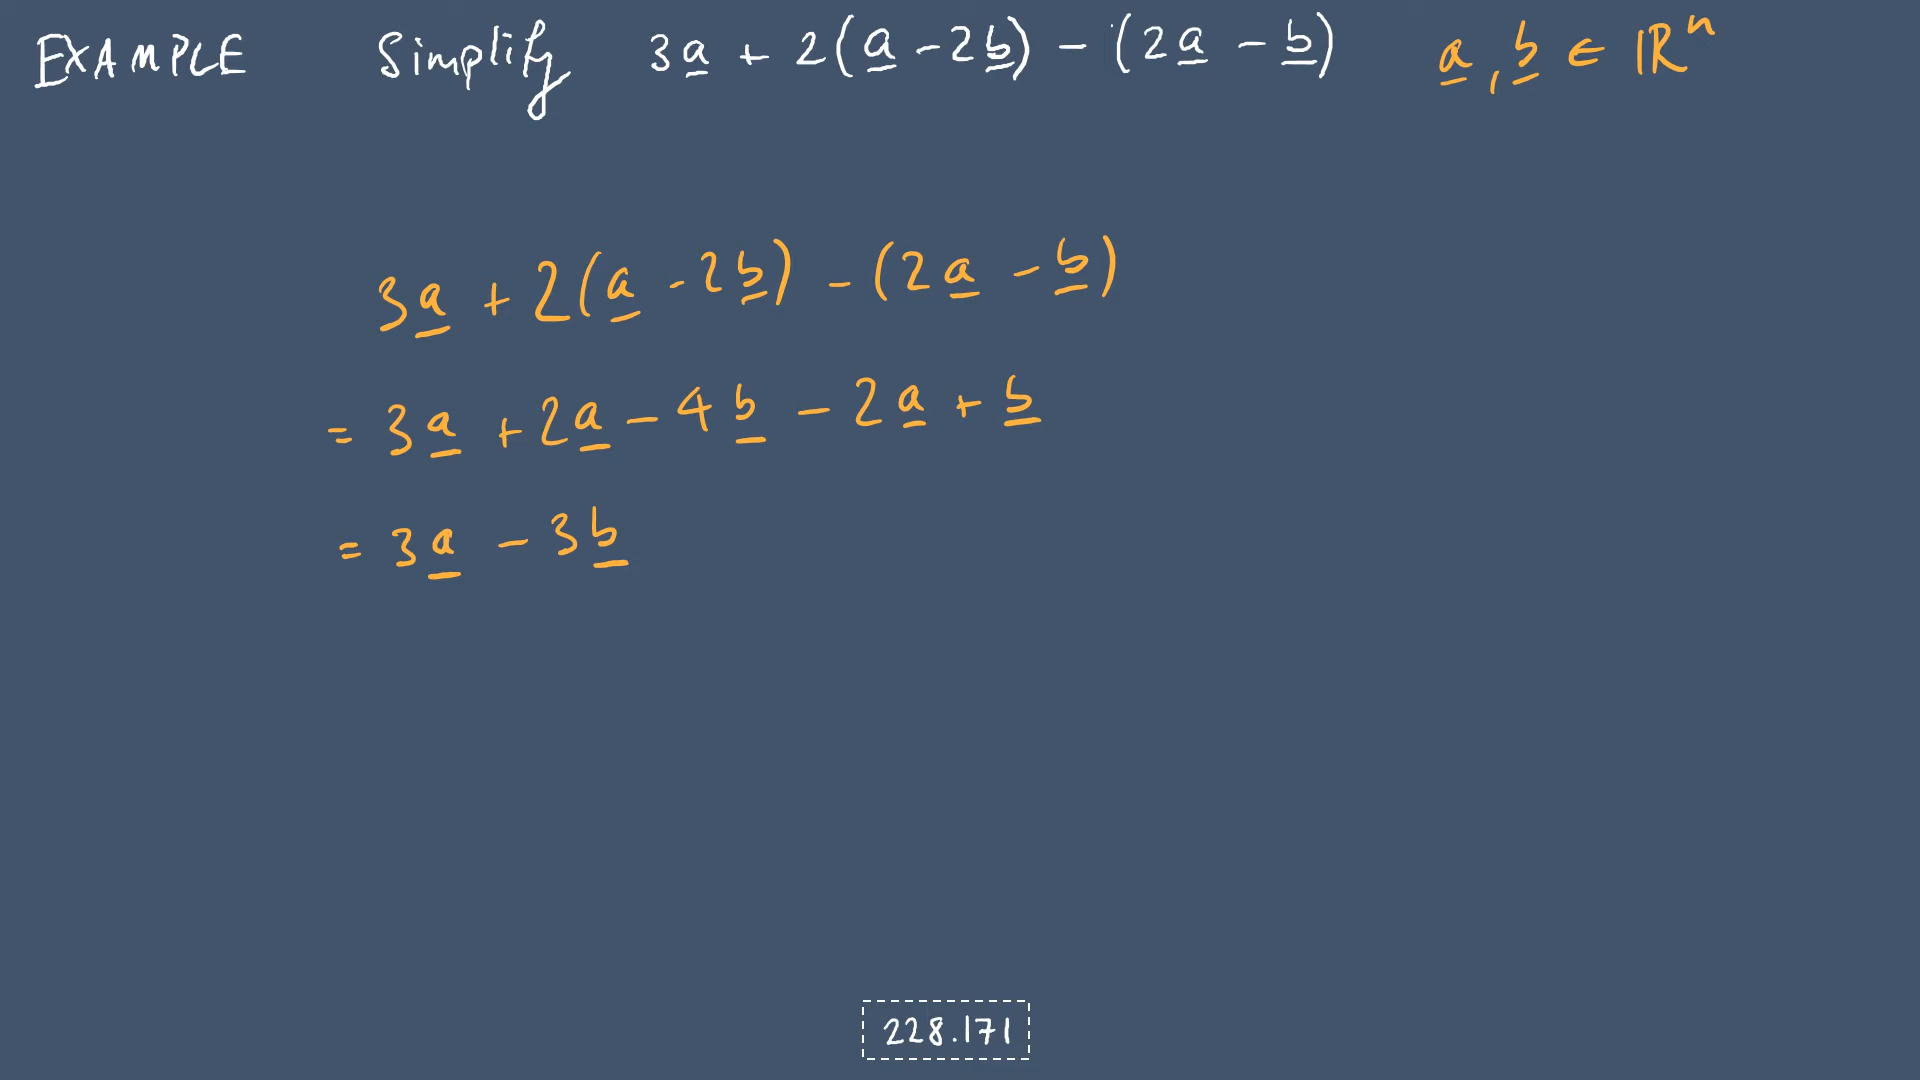 EXAMPLE Simplify 3a + 2(a - 2b) - (2a - b) a, b ∈ ℝⁿ
3a + 2(a - 2b) - (2a - b)
= 3a + 2a - 4b - 2a + b
= 3a - 3b
228.171